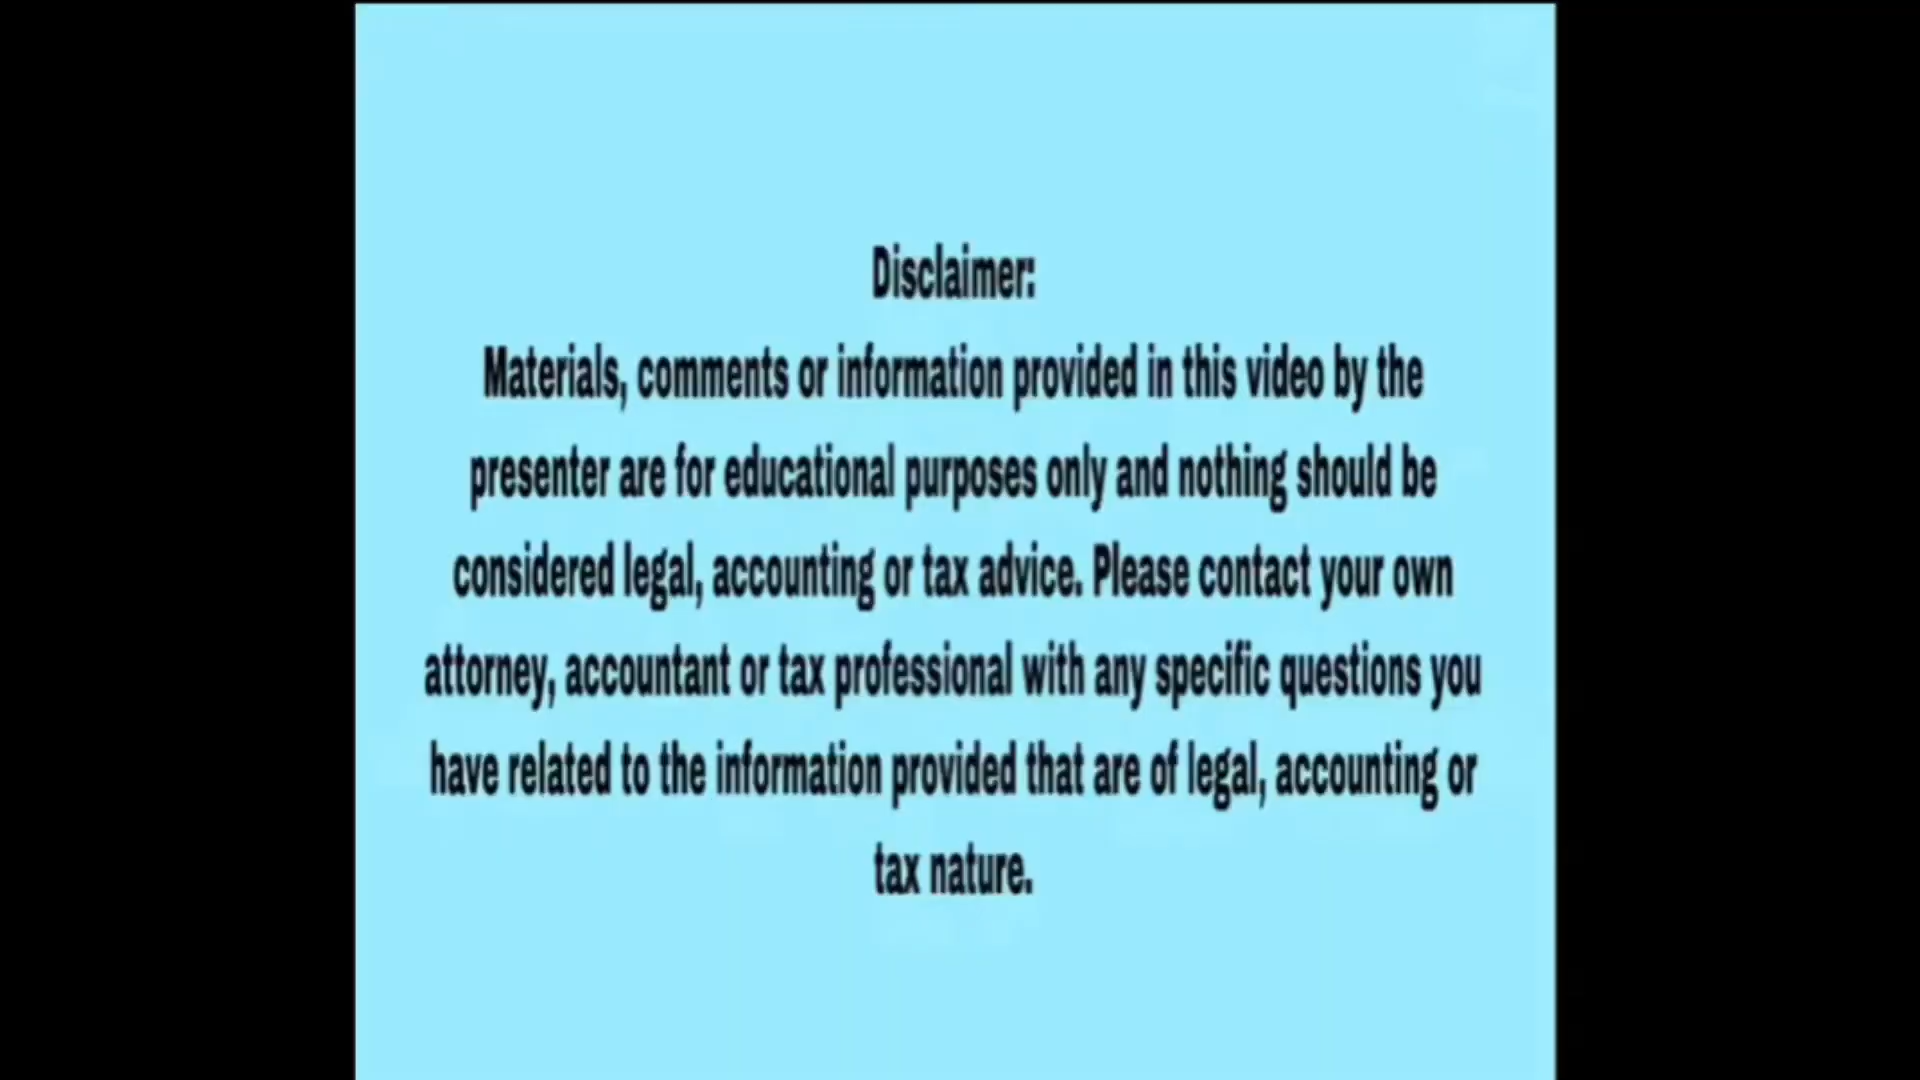 Disclaimer:
Materials, comments or information provided in this video by the
presenter are for educational purposes only and nothing should be
considered legal, accounting or tax advice. Please contact your own
attorney, accountant or tax professional with any specific questions you
have related to the information provided that are of legal, accounting or
tax nature.